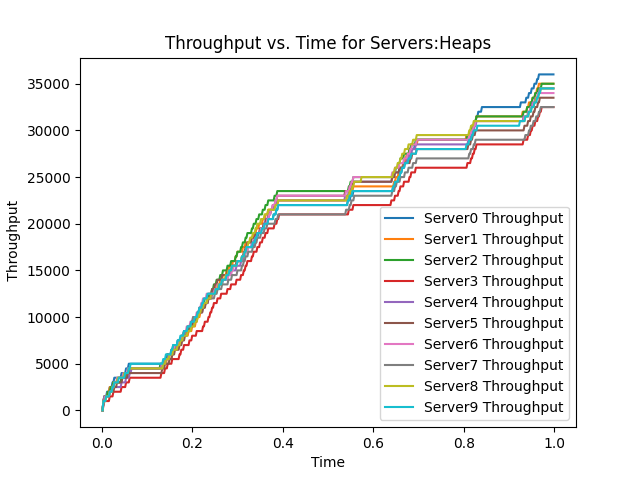 Throughput vs. Time for Servers:Heaps
Throughput
35000
30000
25000
20000
15000
10000
5000
0
Server0 Throughput
Server1 Throughput
Server2 Throughput
Server3 Throughput
Server4 Throughput
Server5 Throughput
Server6 Throughput
Server7 Throughput
Server8 Throughput
Server9 Throughput
0.0 0.2 0.4 0.6 0.8 1.0
Time